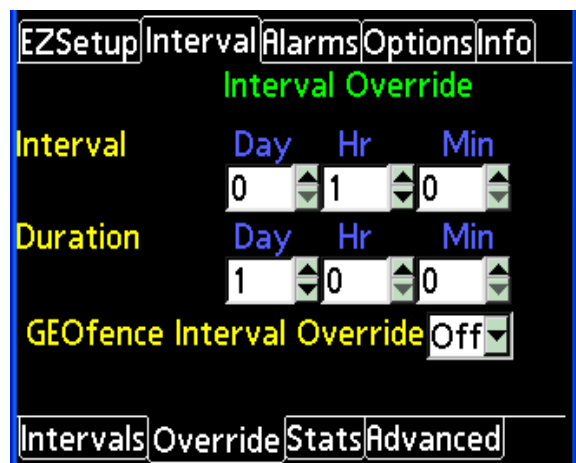 EZSetup Interval Alarms Options Info
Interval Override
Interval Day Hr Min
0 1 0
Duration Day Hr Min
1 0 0
GEOfence Interval Override Off
Intervals Override Stats Advanced